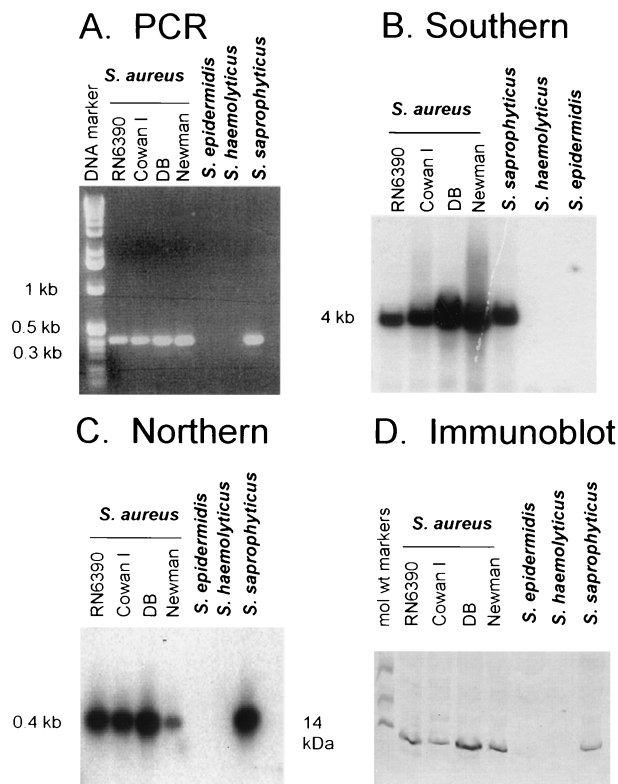 A. PCR
DNA marker
S. aureus
RN6390
Cowan I
DB
Newman
S. epidermidis
S. haemolyticus
S. saprophyticus
1 kb
0.5 kb
0.3 kb
B. Southern
S. aureus
RN6390
Cowan I
DB
Newman
S. saprophyticus
S. haemolyticus
S. epidermidis
4 kb
C. Northern
S. aureus
RN6390
Cowan I
DB
Newman
S. epidermidis
S. haemolyticus
S. saprophyticus
0 4 kb
D. Immunoblot
mol wt markers
S. aureus
RN6390
Cowan I
DB
Newman
S. epidermidis
S. haemolyticus
S. saprophyticus
14
kDa